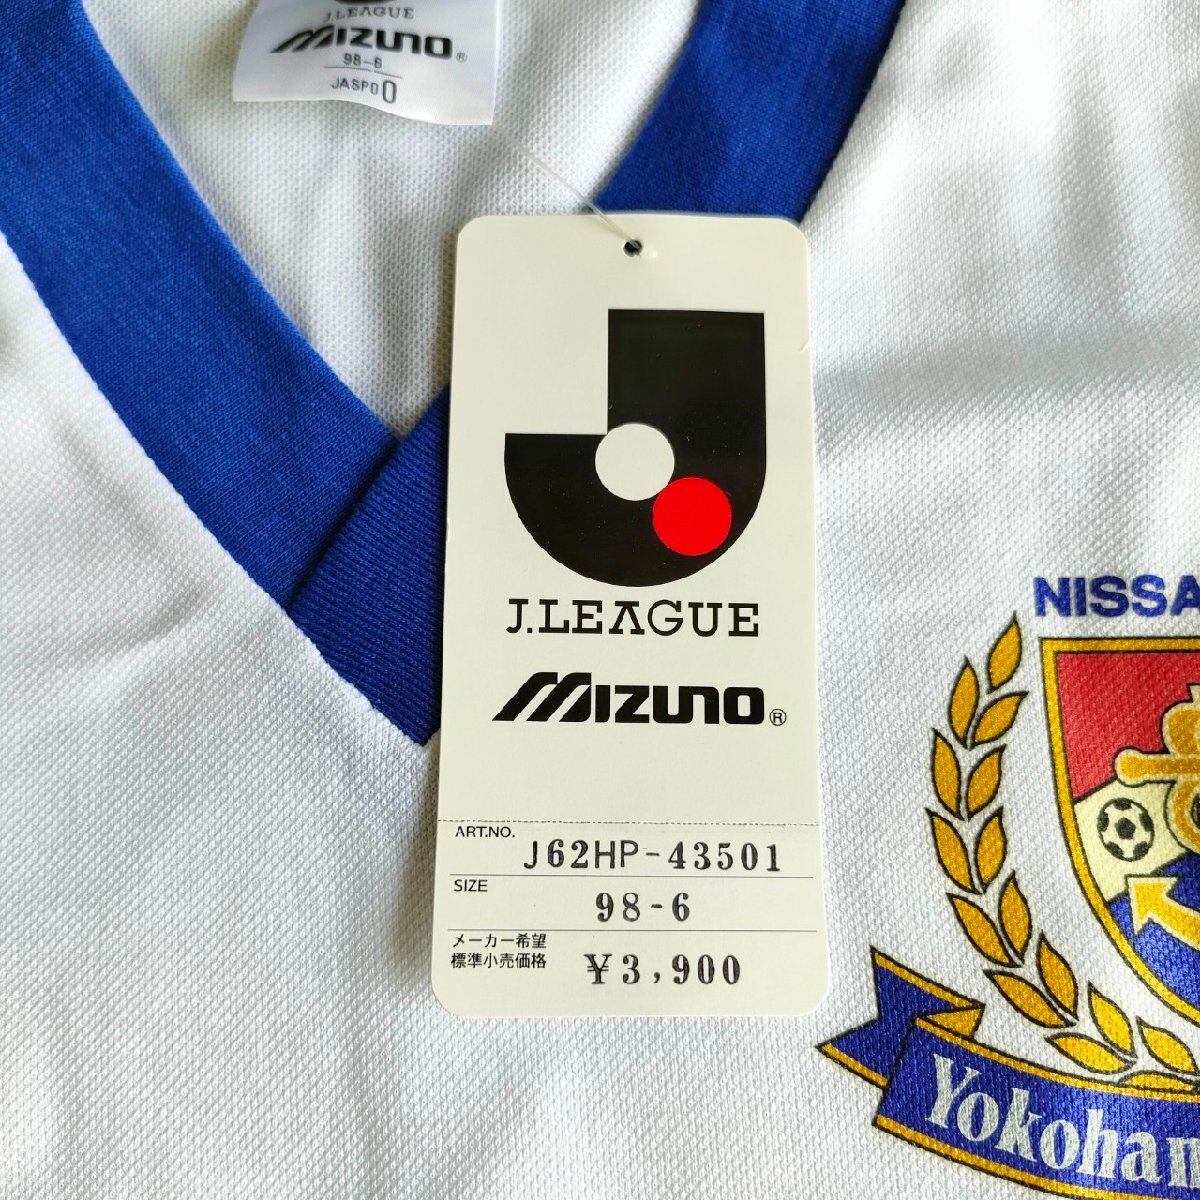 J.LEAGUE
MIZUNO®
98-6
JASPO O
J.LEAGUE
MIZUNO®
ART.NO.
J62HP-43501
SIZE
98-6
メーカー希望
標準小売価格
¥3,900
NISSA
Yokoham